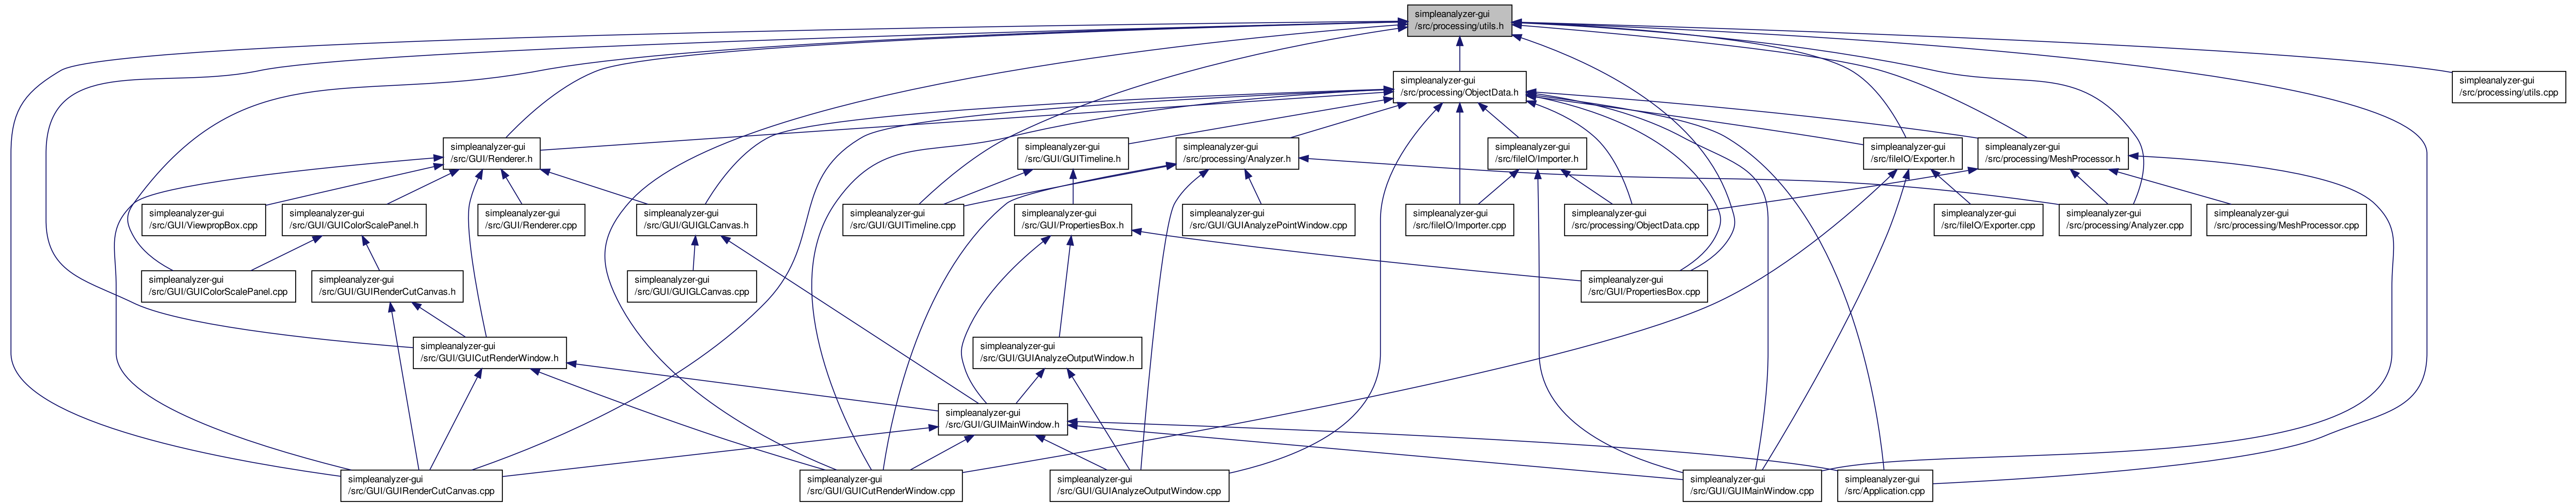 simpleanalyzer-gui
/src/processing/utils.h
simpleanalyzer-gui
/src/processing/ObjectData.h
simpleanalyzer-gui
/src/processing/utils.cpp
simpleanalyzer-gui
/src/GUI/Renderer.h
simpleanalyzer-gui
/src/GUI/GUITimeline.h
simpleanalyzer-gui
/src/processing/Analyzer.h
simpleanalyzer-gui
/src/fileIO/Importer.h
simpleanalyzer-gui
/src/fileIO/Exporter.h
simpleanalyzer-gui
/src/processing/MeshProcessor.h
simpleanalyzer-gui
/src/GUI/ViewpropBox.cpp
simpleanalyzer-gui
/src/GUI/GUIColorScalePanel.h
simpleanalyzer-gui
/src/GUI/Renderer.cpp
simpleanalyzer-gui
/src/GUI/GUIGLCanvas.h
simpleanalyzer-gui
/src/GUI/GUITimeline.cpp
simpleanalyzer-gui
/src/GUI/PropertiesBox.h
simpleanalyzer-gui
/src/GUI/GUIAnalyzePointWindow.cpp
simpleanalyzer-gui
/src/fileIO/Importer.cpp
simpleanalyzer-gui
/src/processing/ObjectData.cpp
simpleanalyzer-gui
/src/fileIO/Exporter.cpp
simpleanalyzer-gui
/src/processing/Analyzer.cpp
simpleanalyzer-gui
/src/processing/MeshProcessor.cpp
simpleanalyzer-gui
/src/GUI/GUIColorScalePanel.cpp
simpleanalyzer-gui
/src/GUI/GUIRenderCutCanvas.h
simpleanalyzer-gui
/src/GUI/GUIGLCanvas.cpp
simpleanalyzer-gui
/src/GUI/PropertiesBox.cpp
simpleanalyzer-gui
/src/GUI/GUICutRenderWindow.h
simpleanalyzer-gui
/src/GUI/GUIAnalyzeOutputWindow.h
simpleanalyzer-gui
/src/GUI/GUIMainWindow.h
simpleanalyzer-gui
/src/GUI/GUIRenderCutCanvas.cpp
simpleanalyzer-gui
/src/GUI/GUICutRenderWindow.cpp
simpleanalyzer-gui
/src/GUI/GUIAnalyzeOutputWindow.cpp
simpleanalyzer-gui
/src/GUI/GUIMainWindow.cpp
simpleanalyzer-gui
/src/Application.cpp